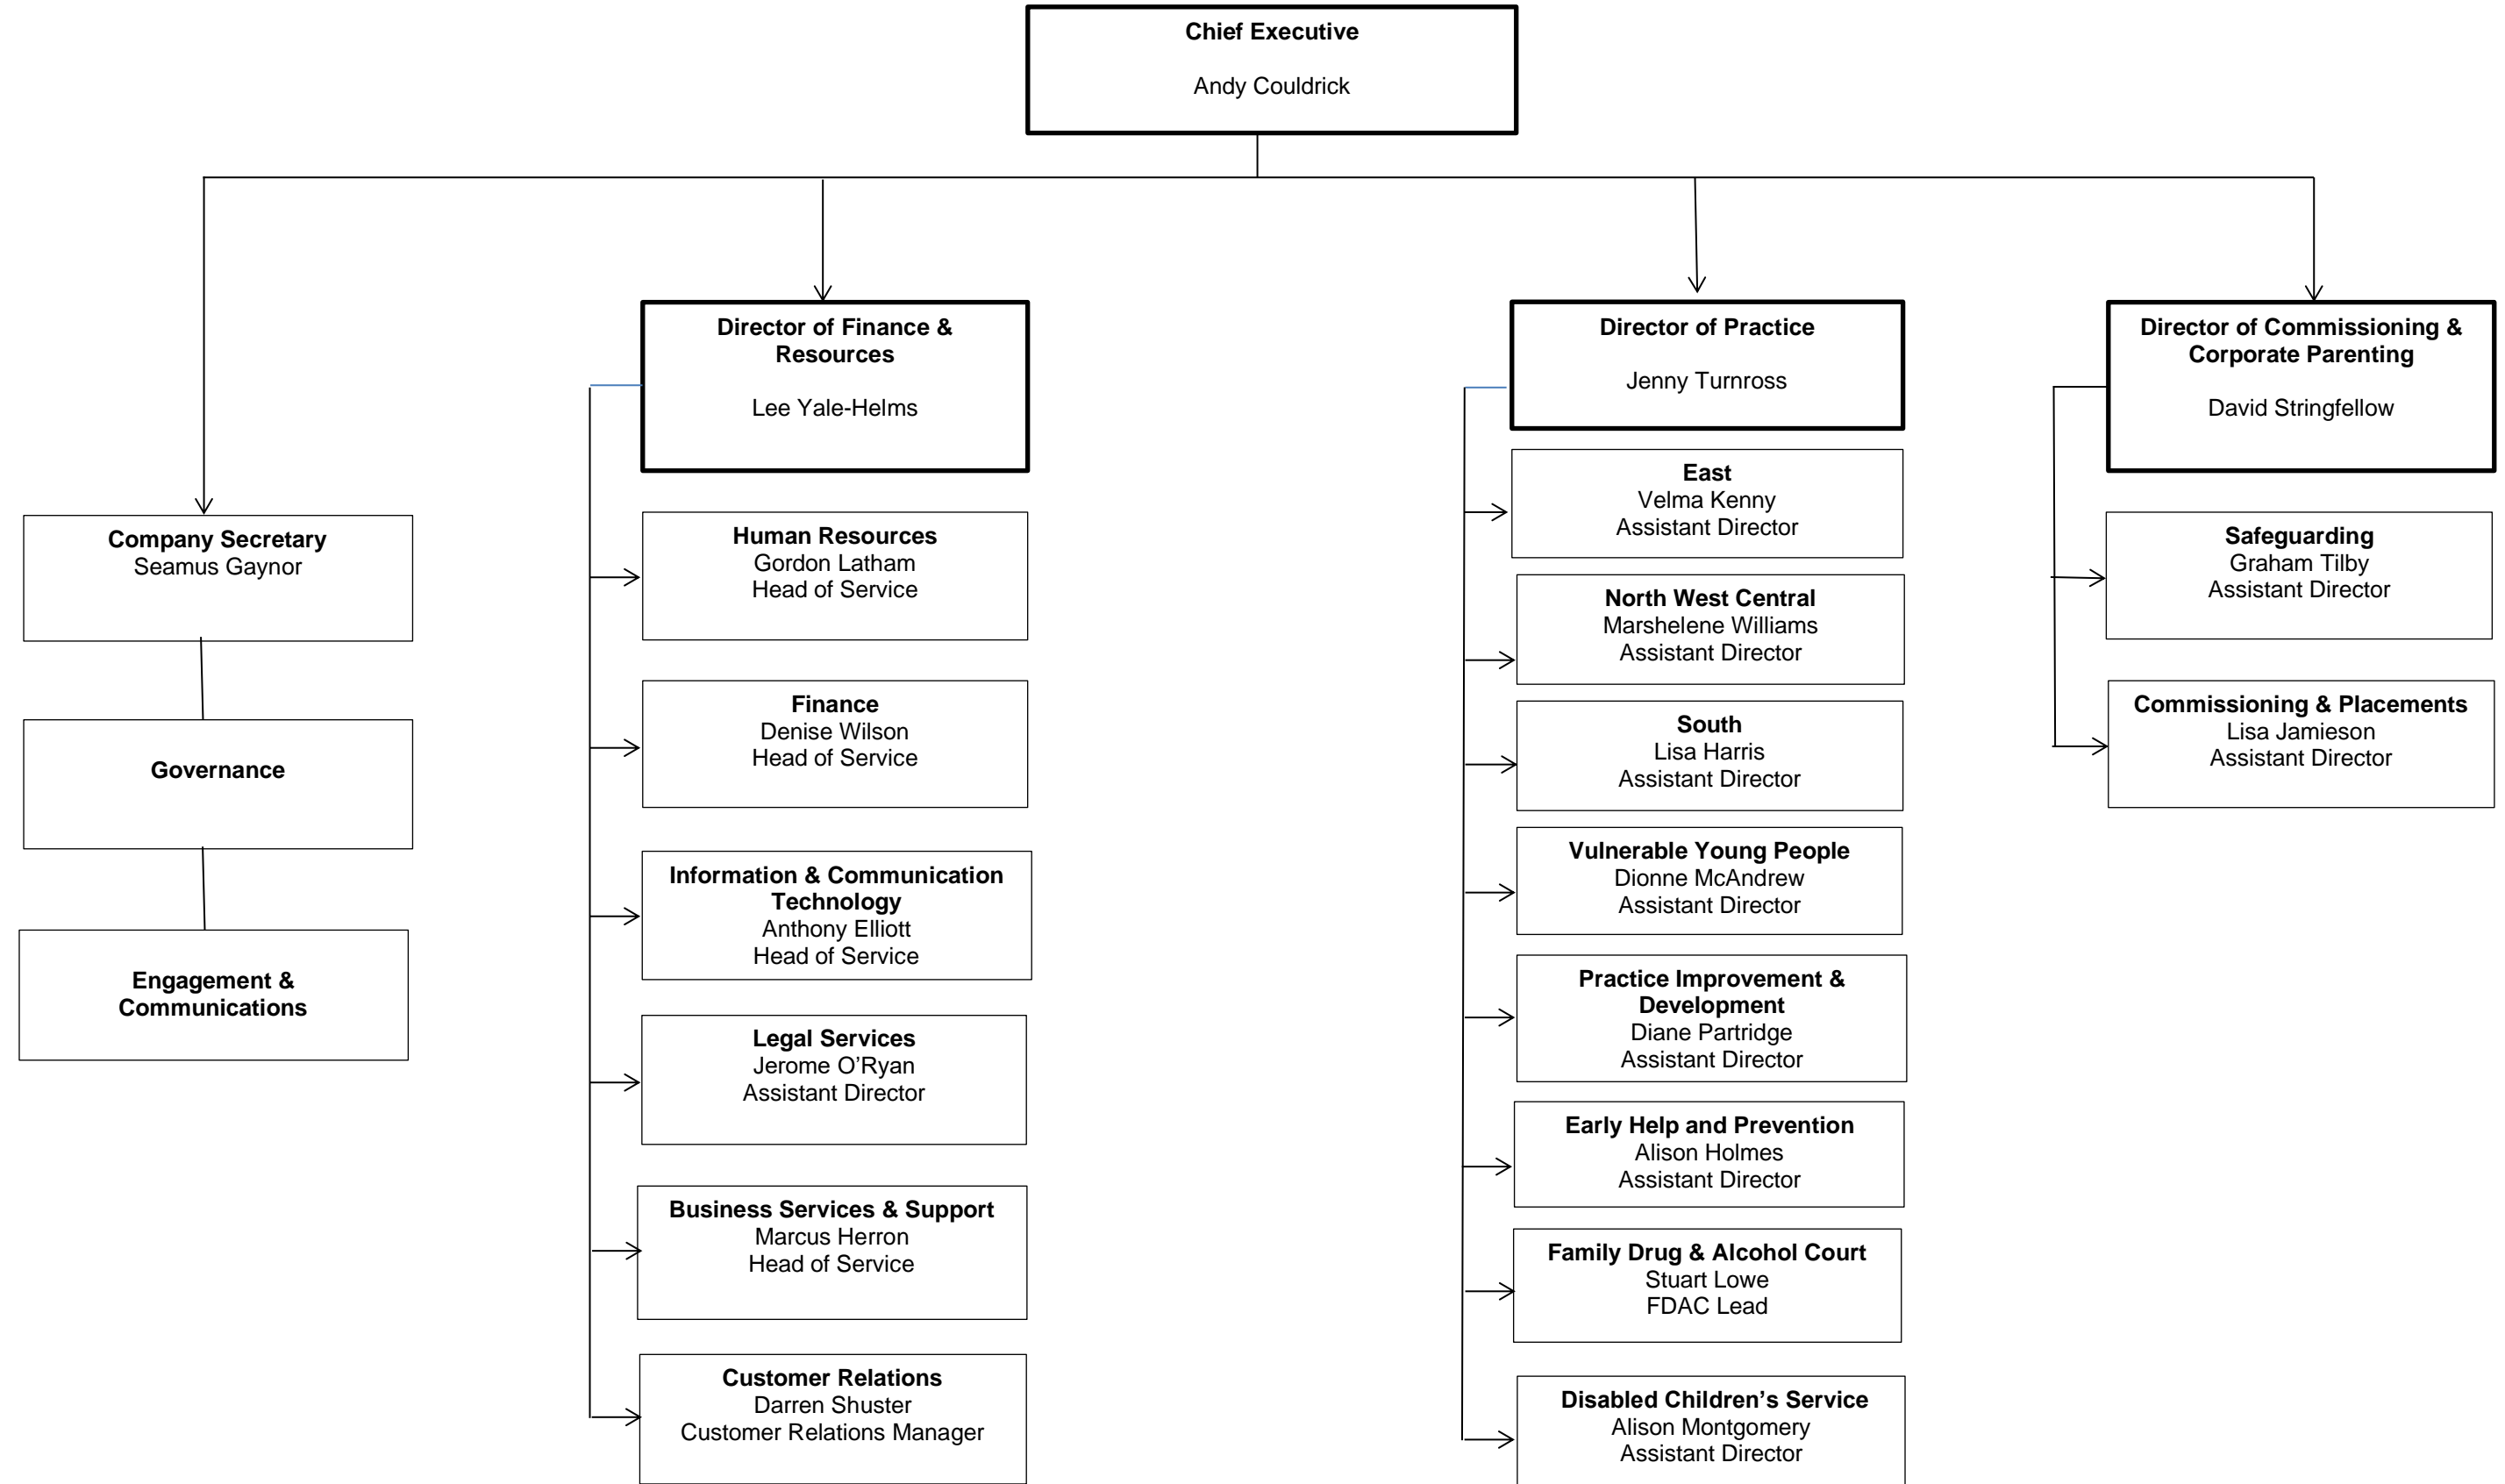 Chief Executive
Andy Couldrick
Company Secretary
Seamus Gaynor
Governance
Engagement &
Communications
Director of Finance &
Resources
Lee Yale-Helms
Human Resources
Gordon Latham
Head of Service
Finance
Denise Wilson
Head of Service
Information & Communication
Technology
Anthony Elliott
Head of Service
Legal Services
Jerome O’Ryan
Assistant Director
Business Services & Support
Marcus Herron
Head of Service
Customer Relations
Darren Shuster
Customer Relations Manager
Director of Practice
Jenny Turnross
East
Velma Kenny
Assistant Director
North West Central
Marshelene Williams
Assistant Director
South
Lisa Harris
Assistant Director
Vulnerable Young People
Dionne McAndrew
Assistant Director
Practice Improvement &
Development
Diane Partridge
Assistant Director
Early Help and Prevention
Alison Holmes
Assistant Director
Family Drug & Alcohol Court
Stuart Lowe
FDAC Lead
Disabled Children’s Service
Alison Montgomery
Assistant Director
Director of Commissioning &
Corporate Parenting
David Stringfellow
Safeguarding
Graham Tilby
Assistant Director
Commissioning & Placements
Lisa Jamieson
Assistant Director